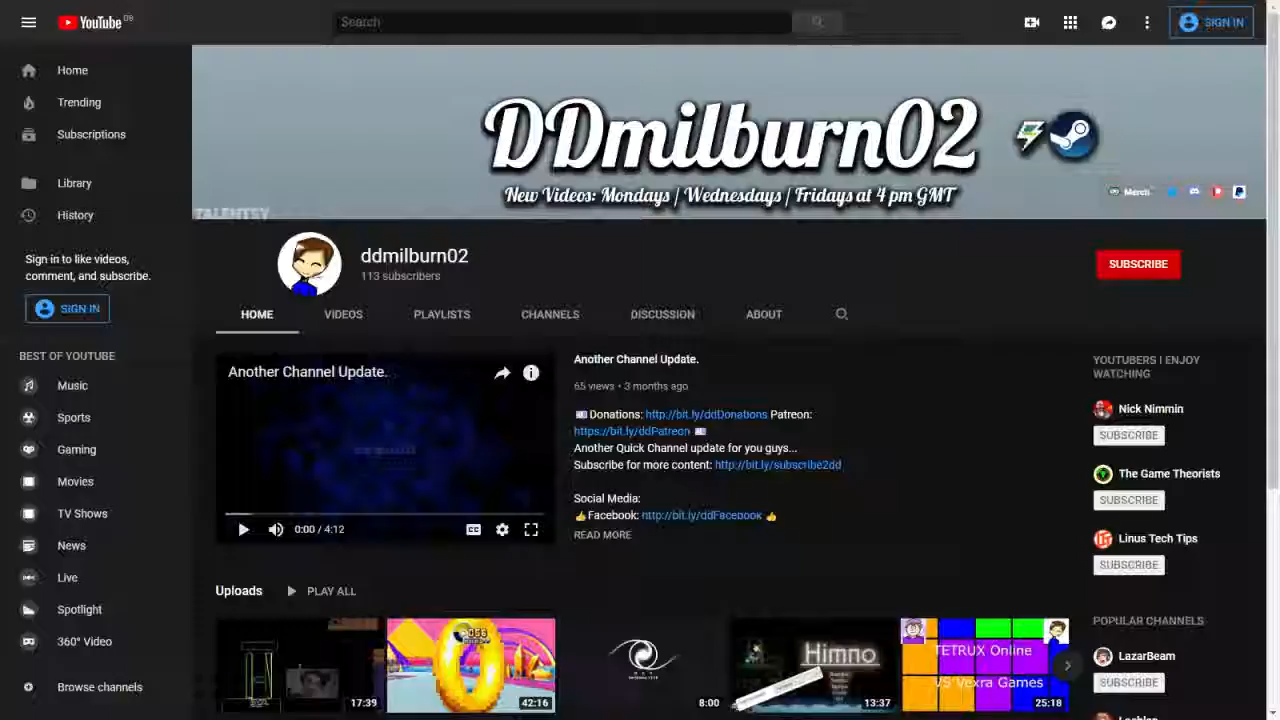 YouTube GB
Search
SIGN IN
Home
Trending
Subscriptions
Library
History
Sign in to like videos,
comment, and subscribe.
SIGN IN
BEST OF YOUTUBE
Music
Sports
Gaming
Movies
TV Shows
News
Live
Spotlight
360° Video
Browse channels
DDmilburn02
New Videos: Mondays / Wednesdays / Fridays at 4 pm GMT
Merch
TALENTSY
ddmilburn02
113 subscribers
SUBSCRIBE
HOME
VIDEOS
PLAYLISTS
CHANNELS
DISCUSSION
ABOUT
Another Channel Update.
0:00 / 4:12
CC
Another Channel Update.
65 views • 3 months ago
Donations: http://bit.ly/ddDonations Patreon:
https://bit.ly/ddPatreon
Another Quick Channel update for you guys...
Subscribe for more content: http://bit.ly/subscribe2dd
Social Media:
👍Facebook: http://bit.ly/ddFacebook 👍
READ MORE
YOUTUBERS I ENJOY
WATCHING
Nick Nimmin
SUBSCRIBE
The Game Theorists
SUBSCRIBE
Linus Tech Tips
SUBSCRIBE
POPULAR CHANNELS
LazarBeam
SUBSCRIBE
Uploads
PLAY ALL
17:39
056
42:16
8:00
Himno
13:37
TETRUX Online
VS Vexra Games
25:18